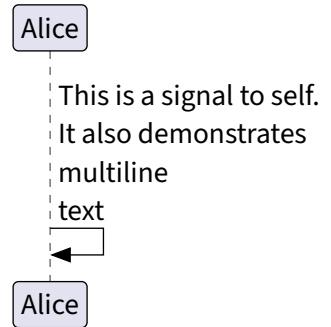 Alice
This is a signal to self.
It also demonstrates
multiline
text
Alice